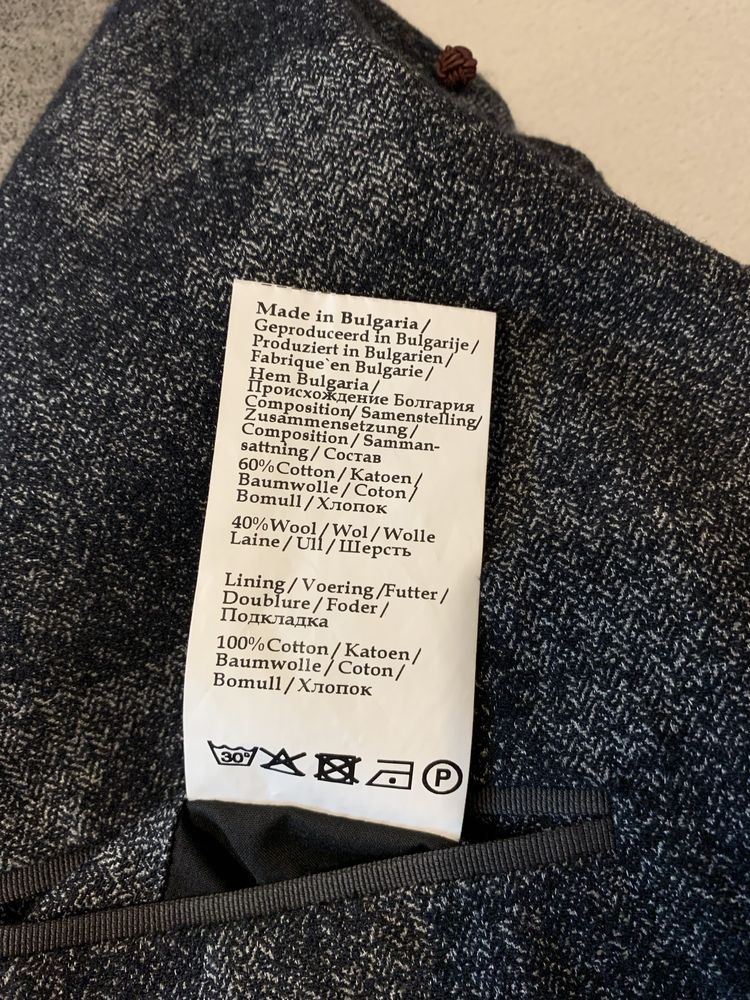 Made in Bulgaria/
Geproduceerd in Bulgarije/
Produziert in Bulgarien/
Fabrique`en Bulgarie/
Hem Bulgaria/
Происхождение Болгария
Composition/ Samenstelling/
Zusammensetzung/
Composition/Samman-
sattning/Состав
60%Cotton/Katoen/
Baumwolle/Coton/
Bomull/Хлопок
40%Wool/Wol/Wolle
Laine/Ull/Шерсть
Lining/Voering/Futter/
Doublure/Foder/
Подкладка
100%Cotton/Katoen/
Baumwolle/Coton/
Bomull/Хлопок
30° P